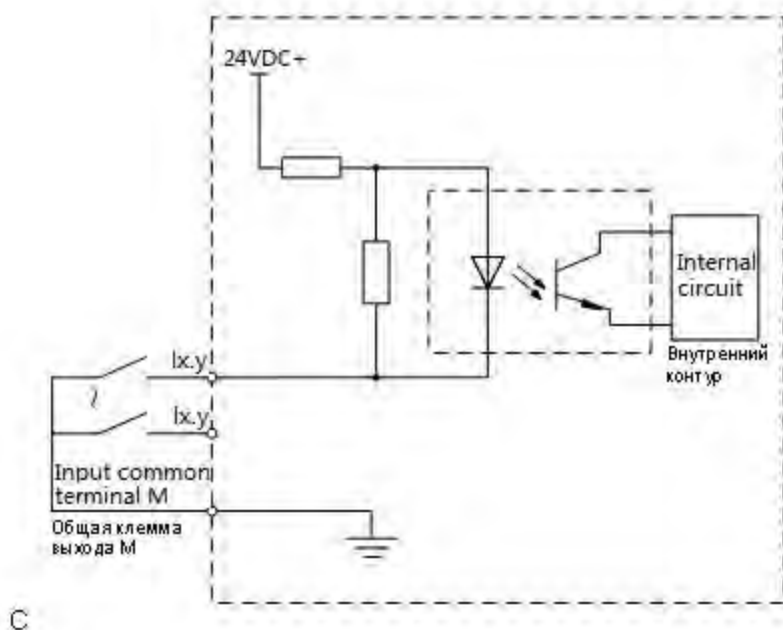 24VDC+
Internal
circuit
Внутренний
контур
Ix.y
Ix.y
Input common
terminal M
Общая клемма
выхода М
C